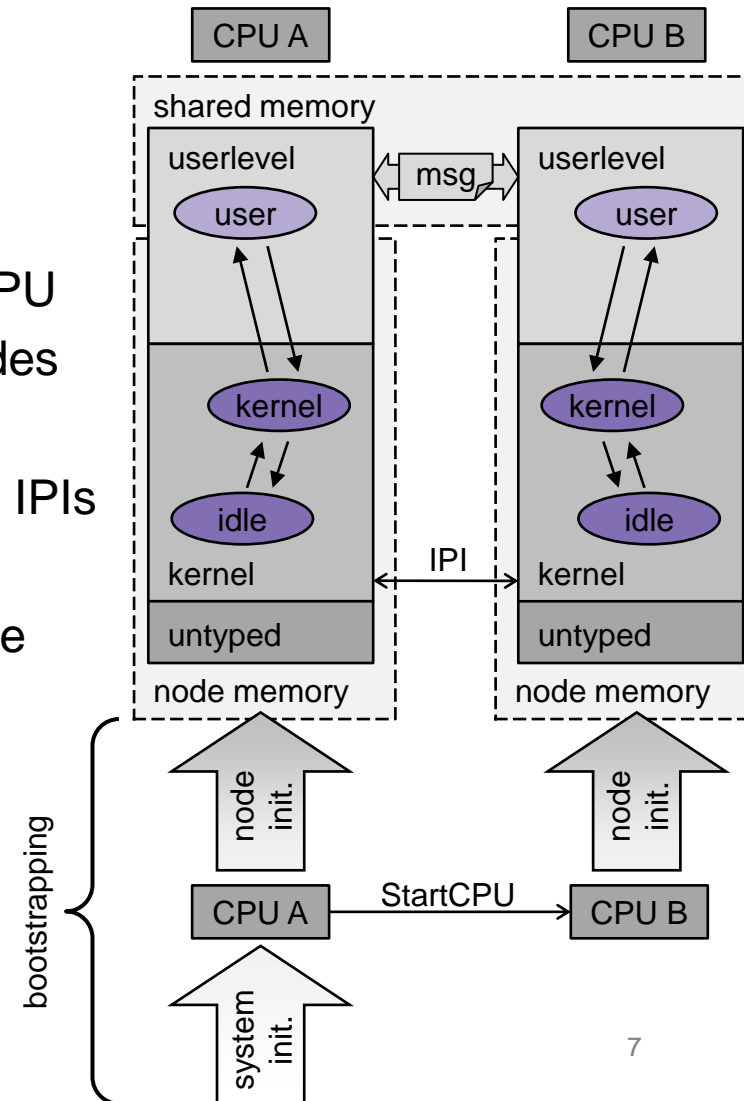 CPU A
CPU B
shared memory
userlevel
msg
userlevel
user
user
PU
des
kernel
kernel
IPIs
idle
idle
IPI
kernel
kernel
e
untyped
untyped
node memory
node memory
node
init.
node
init.
bootstrapping
StartCPU
CPU A
CPU B
system
init.
7